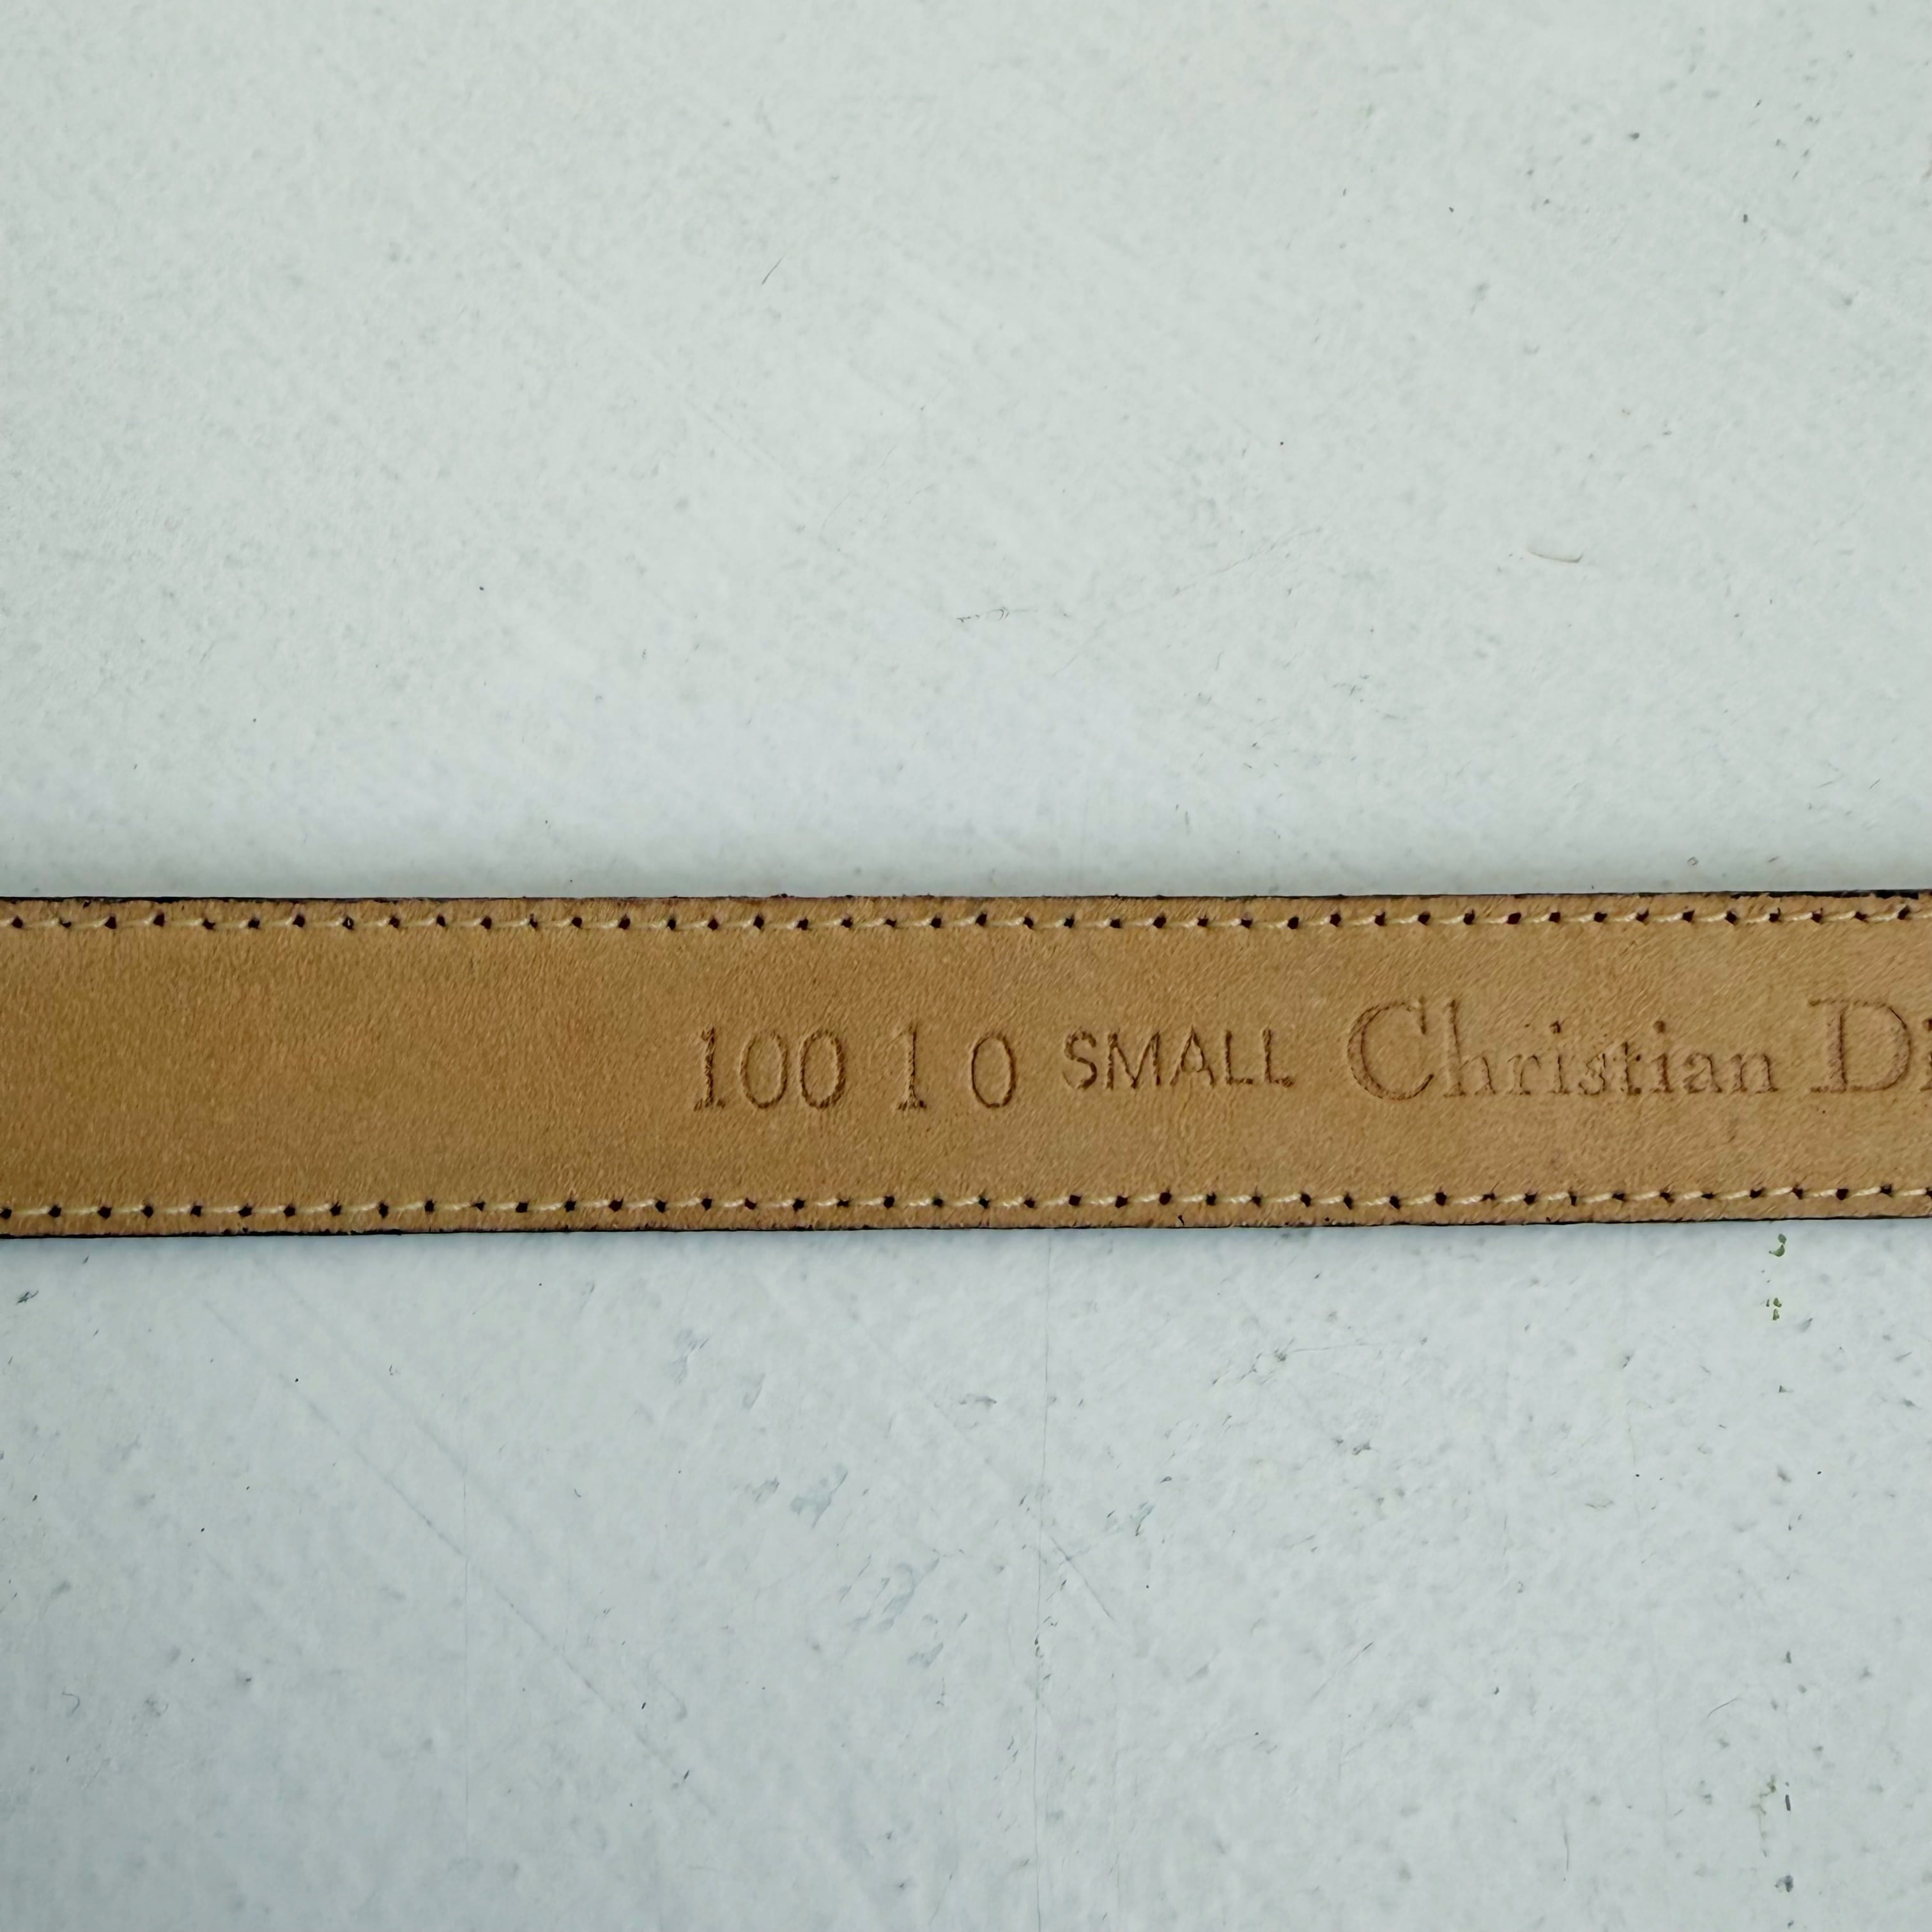 100 1 0 SMALL Christian Di